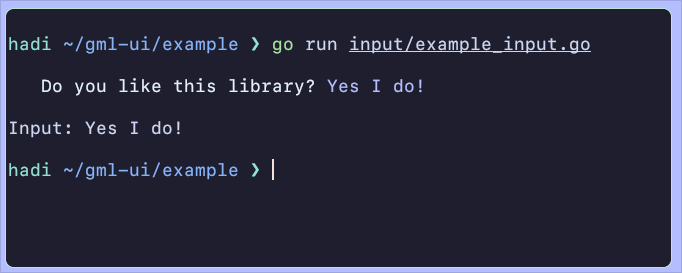 hadi ~/gml-ui/example ❯ go run input/example_input.go
Do you like this library? Yes I do!
Input: Yes I do!
hadi ~/gml-ui/example ❯